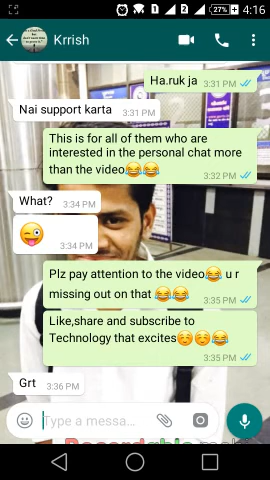 27% 4:16
Krrish
Ha.ruk ja 3:31 PM
Nai support karta 3:31 PM
This is for all of them who are
interested in the personal chat more
than the video😂😂
3:32 PM
What? 3:34 PM
😜
3:34 PM
Plz pay attention to the video😂 u r
missing out on that 😂😂 3:35 PM
Like,share and subscribe to
Technology that excites☺️☺️😂
3:35 PM
Grt 3:36 PM
Type a messa...